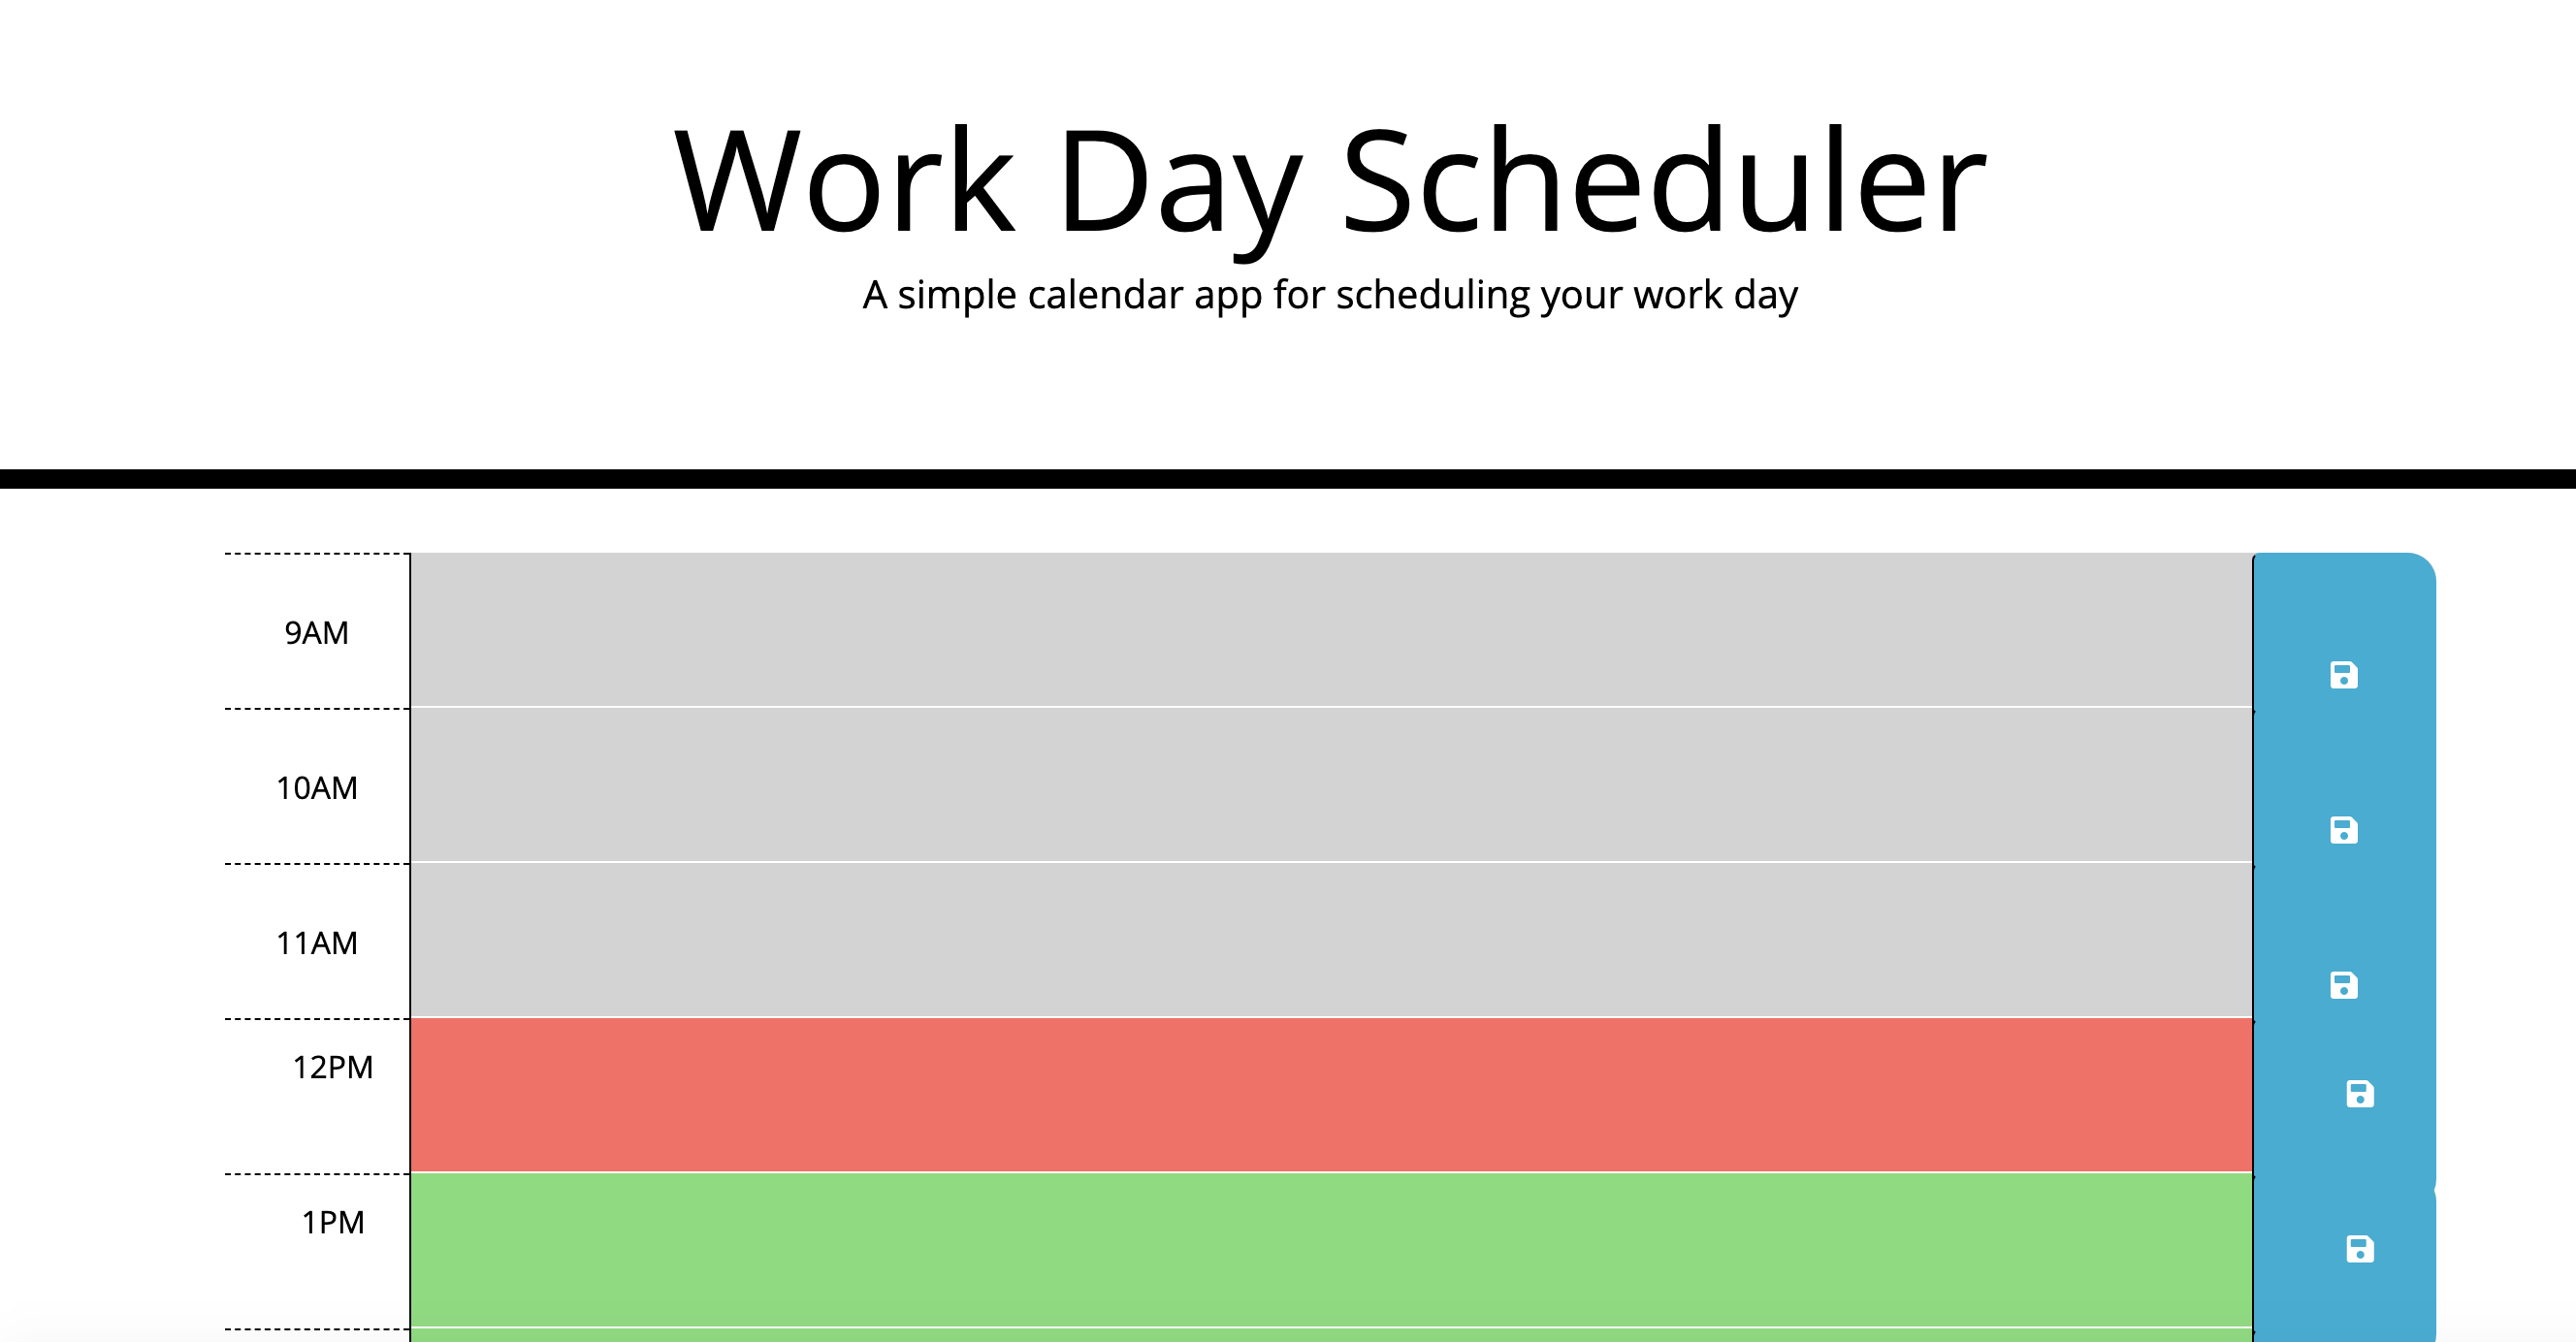 Work Day Scheduler
A simple calendar app for scheduling your work day
9AM
10AM
11AM
12PM
1PM